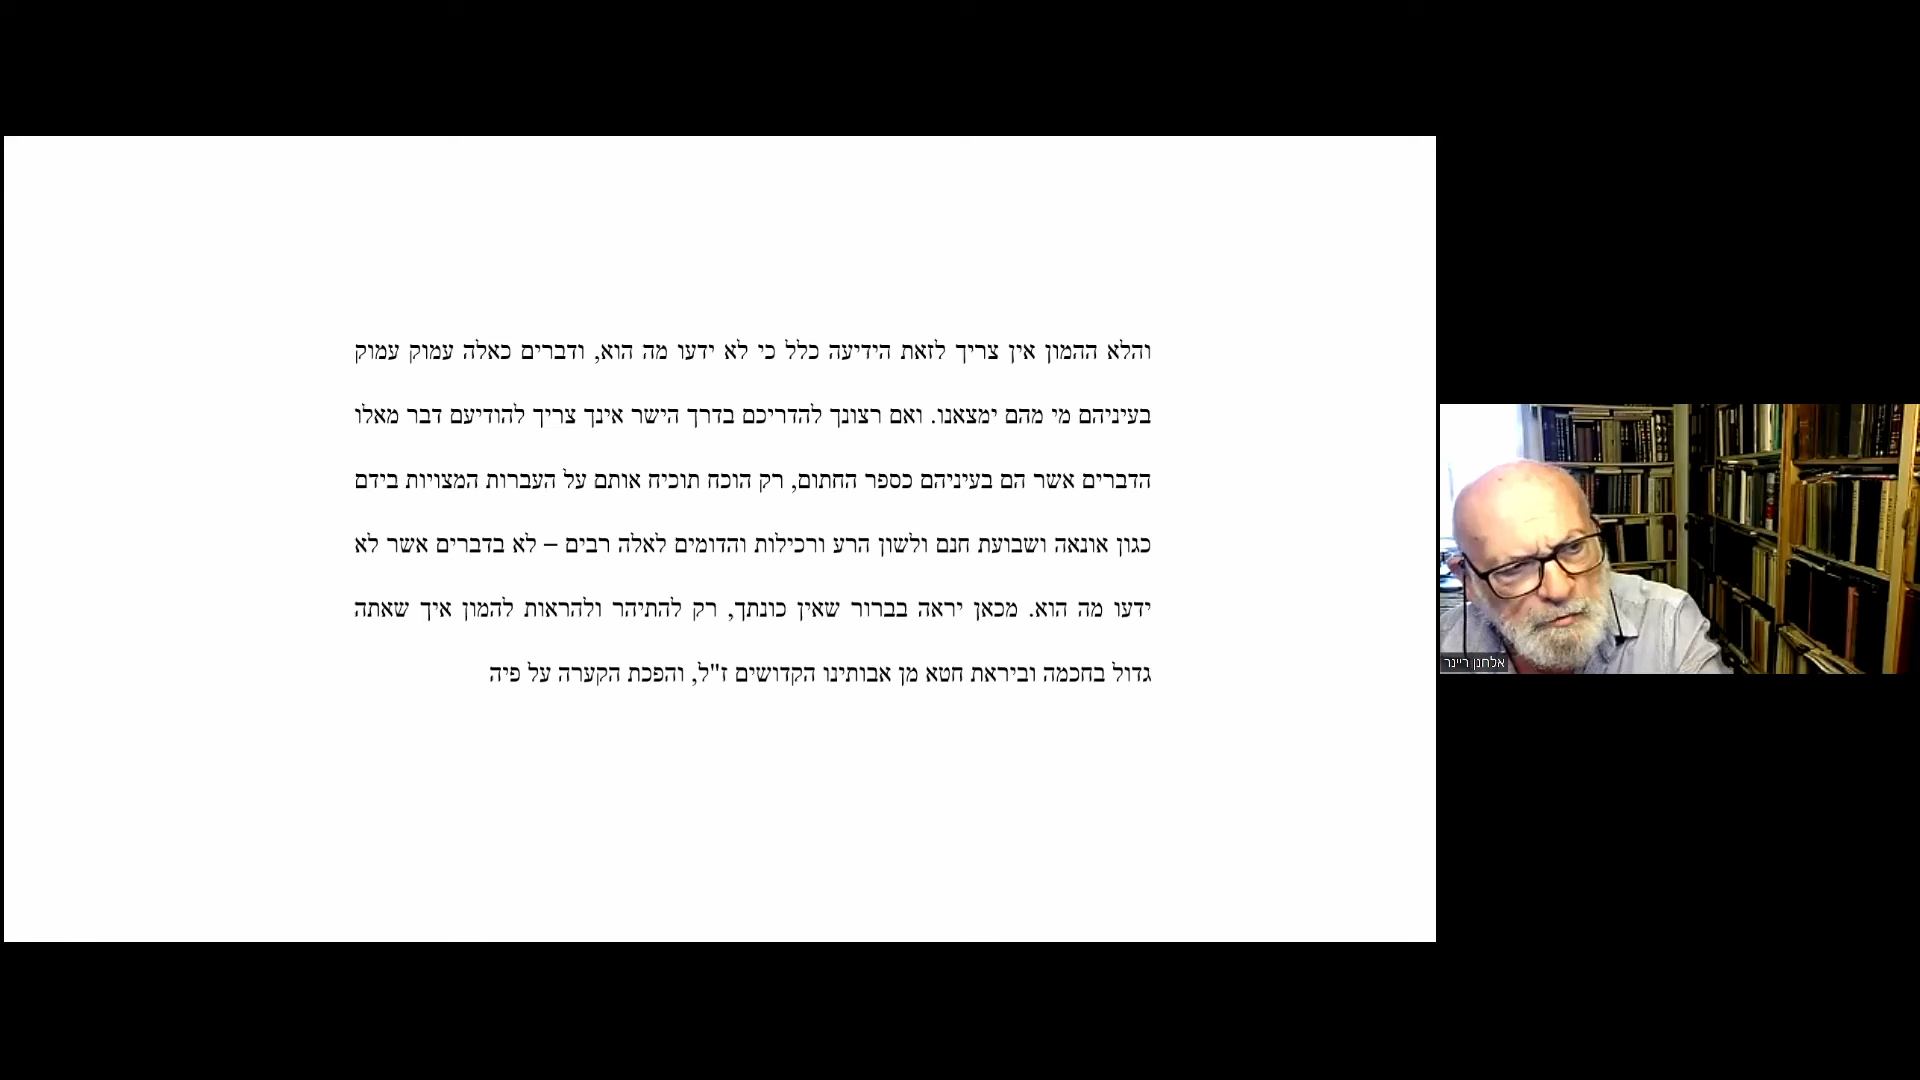 והלא ההמון אין צריך לזאת הידיעה כלל כי לא ידעו מה הוא, ודברים כאלה עמוק עמוק
בעיניהם מי מהם ימצאנו. ואם רצונך להדריכם בדרך הישר אינך צריך להודיעם דבר מאלו
הדברים אשר הם בעיניהם כספר החתום, רק הוכח תוכיח אותם על העברות המצויות בידם
כגון אונאה ושבועת חנם ולשון הרע ורכילות והדומים לאלה רבים – לא בדברים אשר לא
ידעו מה הוא. מכאן יראה בברור שאין כונתך, רק להתיהר ולהראות להמון איך שאתה
גדול בחכמה וביראת חטא מן אבותינו הקדושים ז"ל, והפכת הקערה על פיה
אלחנן ריינר